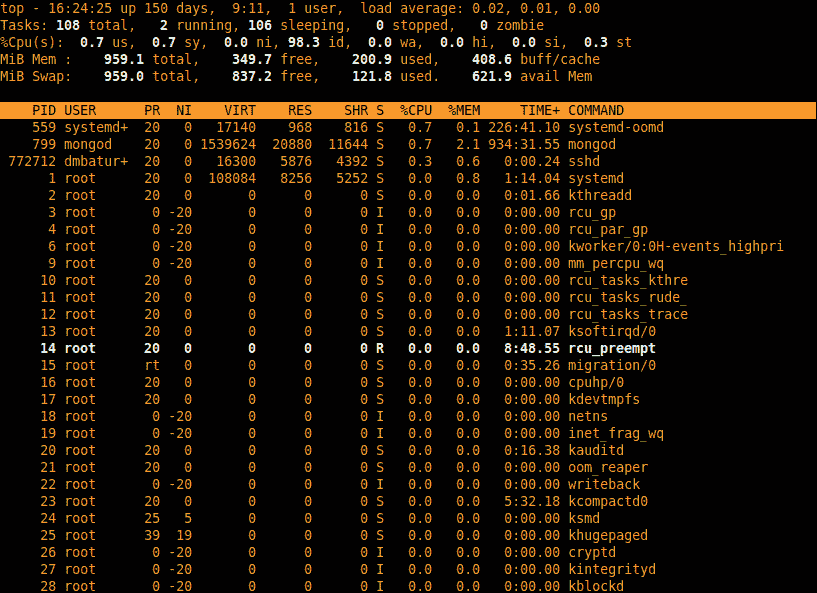 top - 16:24:25 up 150 days,  9:11,  1 user,  load average: 0.02, 0.01, 0.00
Tasks: 108 total,   2 running, 106 sleeping,   0 stopped,   0 zombie
%Cpu(s):  0.7 us,  0.7 sy,  0.0 ni, 98.3 id,  0.0 wa,  0.0 hi,  0.0 si,  0.3 st
MiB Mem :    959.1 total,    349.7 free,    200.9 used,    408.6 buff/cache
MiB Swap:    959.0 total,    837.2 free,    121.8 used.    621.9 avail Mem
    PID USER      PR  NI    VIRT    RES    SHR S  %CPU  %MEM     TIME+ COMMAND
    559 systemd+  20   0   17140    968    816 S   0.7   0.1 226:41.10 systemd-oomd
    799 mongod    20   0 1539624  20880  11644 S   0.7   2.1 934:31.55 mongod
 772712 dmbatur+  20   0   16300   5876   4392 S   0.3   0.6   0:00.24 sshd
      1 root      20   0  108084   8256   5252 S   0.0   0.8   1:14.04 systemd
      2 root      20   0       0      0      0 S   0.0   0.0   0:01.66 kthreadd
      3 root       0 -20       0      0      0 I   0.0   0.0   0:00.00 rcu_gp
      4 root       0 -20       0      0      0 I   0.0   0.0   0:00.00 rcu_par_gp
      6 root       0 -20       0      0      0 I   0.0   0.0   0:00.00 kworker/0:0H-events_highpri
      9 root       0 -20       0      0      0 I   0.0   0.0   0:00.00 mm_percpu_wq
     10 root      20   0       0      0      0 S   0.0   0.0   0:00.00 rcu_tasks_kthre
     11 root      20   0       0      0      0 S   0.0   0.0   0:00.00 rcu_tasks_rude_
     12 root      20   0       0      0      0 S   0.0   0.0   0:00.00 rcu_tasks_trace
     13 root      20   0       0      0      0 S   0.0   0.0   1:11.07 ksoftirqd/0
     14 root      20   0       0      0      0 R   0.0   0.0   8:48.55 rcu_preempt
     15 root      rt   0       0      0      0 S   0.0   0.0   0:35.26 migration/0
     16 root      20   0       0      0      0 S   0.0   0.0   0:00.00 cpuhp/0
     17 root      20   0       0      0      0 S   0.0   0.0   0:00.00 kdevtmpfs
     18 root       0 -20       0      0      0 I   0.0   0.0   0:00.00 netns
     19 root       0 -20       0      0      0 I   0.0   0.0   0:00.00 inet_frag_wq
     20 root      20   0       0      0      0 S   0.0   0.0   0:16.38 kauditd
     21 root      20   0       0      0      0 S   0.0   0.0   0:00.00 oom_reaper
     22 root       0 -20       0      0      0 I   0.0   0.0   0:00.00 writeback
     23 root      20   0       0      0      0 S   0.0   0.0   5:32.18 kcompactd0
     24 root      25   5       0      0      0 S   0.0   0.0   0:00.00 ksmd
     25 root      39  19       0      0      0 S   0.0   0.0   0:00.00 khugepaged
     26 root       0 -20       0      0      0 I   0.0   0.0   0:00.00 cryptd
     27 root       0 -20       0      0      0 I   0.0   0.0   0:00.00 kintegrityd
     28 root       0 -20       0      0      0 I   0.0   0.0   0:00.00 kblockd